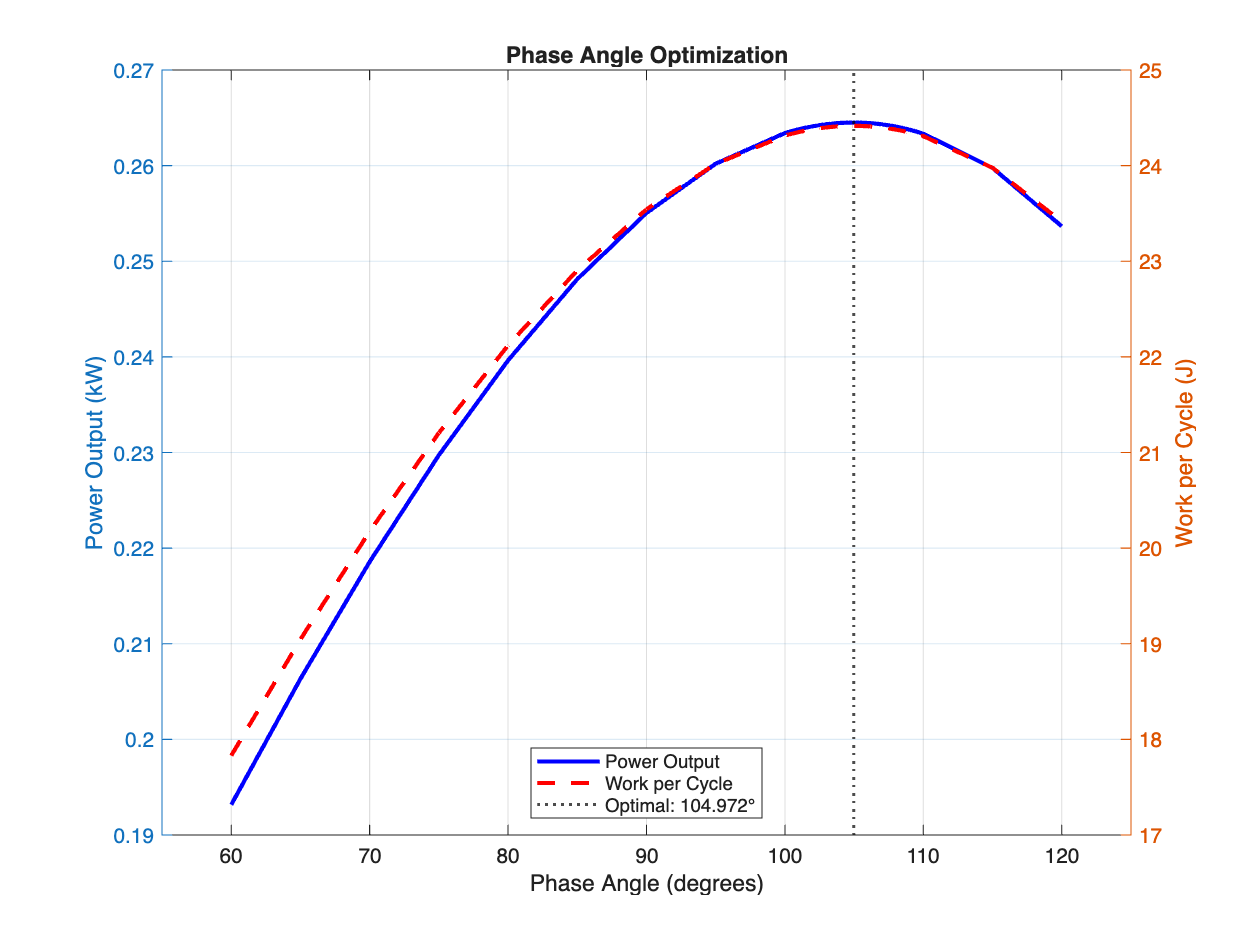 Phase Angle Optimization
0.27
0.26
0.25
0.24
0.23
0.22
0.21
0.2
0.19
Power Output (kW)
25
24
23
22
21
20
19
18
17
Work per Cycle (J)
Power Output
Work per Cycle
Optimal: 104.972°
60 70 80 90 100 110 120
Phase Angle (degrees)